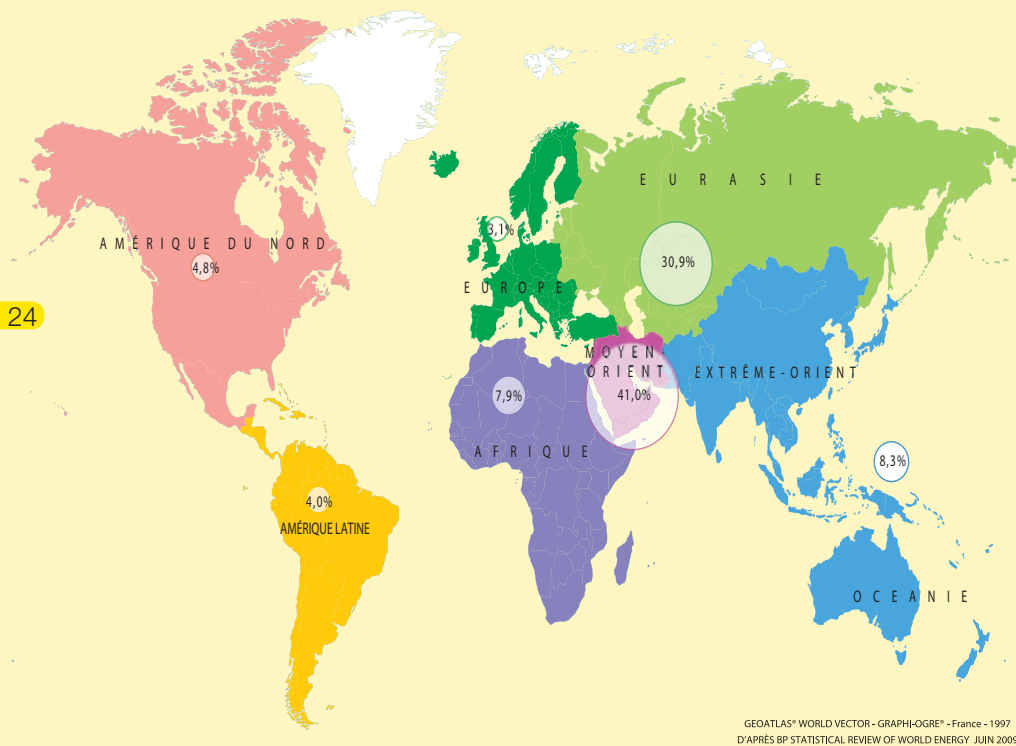 EURASIE
3,1%
AMÉRIQUE DU NORD
4,8%
30,9%
EUROPE
24
MOYEN-
ORIENT
EXTRÊME-ORIENT
41,0%
7,9%
AFRIQUE
8,3%
4,0%
AMÉRIQUE LATINE
OCEANIE
GEOATLAS® WORLD VECTOR - GRAPHI-OGRE® - France - 1997
D'APRÈS BP STATISTICAL REVIEW OF WORLD ENERGY JUIN 2009